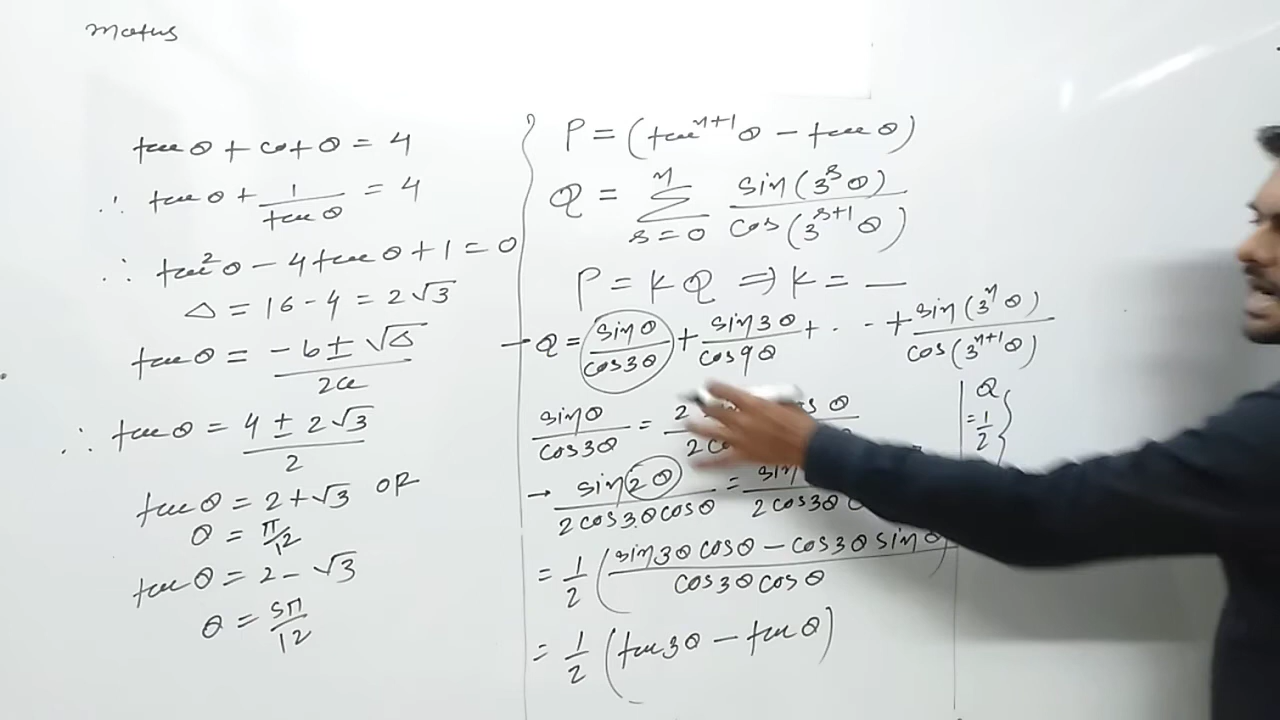 Matus
tan θ + cot θ = 4
∴ tan θ + 1/tan θ = 4
∴ tan²θ - 4 tan θ + 1 = 0
Δ = 16 - 4 = 2√3
tan θ = (-b ± √Δ)/2a
∴ tan θ = (4 ± 2√3)/2
tan θ = 2 + √3 OR
θ = π/12
tan θ = 2 - √3
θ = 5π/12
P = (tan^(n+1) θ - tan θ)
Q = Σ_(r=0)^n sin(3^r θ)/cos(3^(r+1) θ)
P = K Q ⇒ K = —
→ Q = sin θ/cos 3θ + sin 3θ/cos 9θ + ... + sin(3^n θ)/cos(3^(n+1) θ)
sin θ/cos 3θ =
→ sin 2θ/2 cos 3θ cos θ =
= 1/2 ((sin 3θ cos θ - cos 3θ sin θ)/cos 3θ cos θ)
= 1/2 (tan 3θ - tan θ)
Q
= 1/2